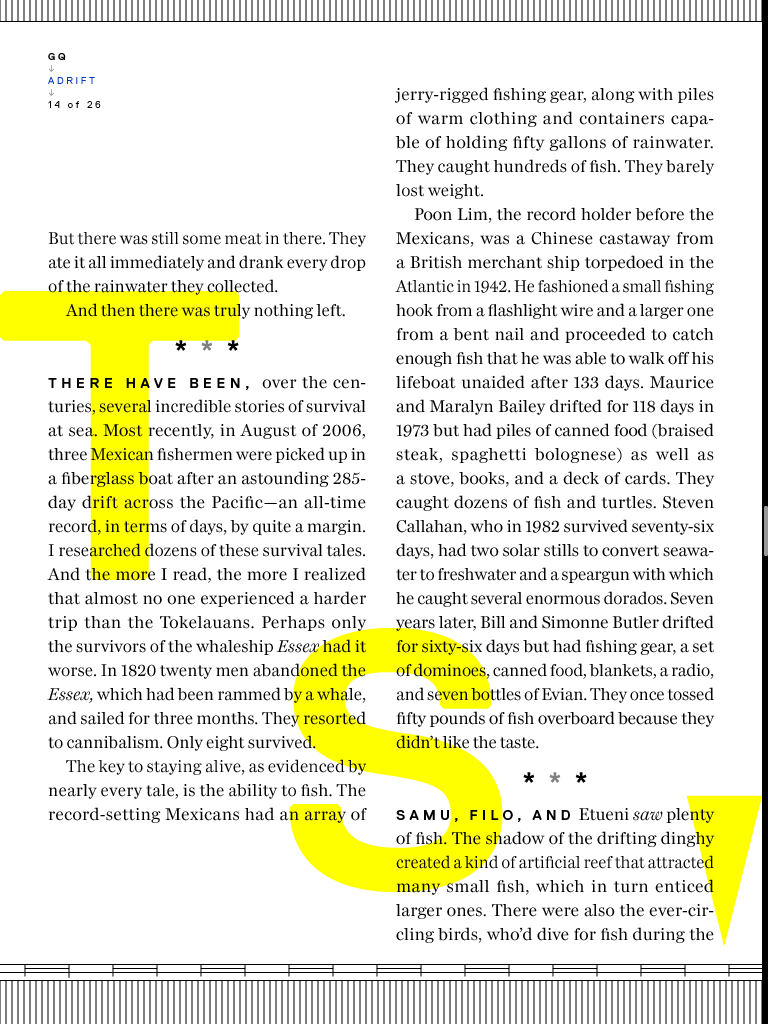 GQ
↓
ADRIFT
↓
14 of 26
But there was still some meat in there. They
ate it all immediately and drank every drop
of the rainwater they collected.
And then there was truly nothing left.
* * *
THERE HAVE BEEN, over the cen-
turies, several incredible stories of survival
at sea. Most recently, in August of 2006,
three Mexican fishermen were picked up in
a fiberglass boat after an astounding 285-
day drift across the Pacific—an all-time
record, in terms of days, by quite a margin.
I researched dozens of these survival tales.
And the more I read, the more I realized
that almost no one experienced a harder
trip than the Tokelauans. Perhaps only
the survivors of the whaleship Essex had it
worse. In 1820 twenty men abandoned the
Essex, which had been rammed by a whale,
and sailed for three months. They resorted
to cannibalism. Only eight survived.
The key to staying alive, as evidenced by
nearly every tale, is the ability to fish. The
record-setting Mexicans had an array of
jerry-rigged fishing gear, along with piles
of warm clothing and containers capa-
ble of holding fifty gallons of rainwater.
They caught hundreds of fish. They barely
lost weight.
Poon Lim, the record holder before the
Mexicans, was a Chinese castaway from
a British merchant ship torpedoed in the
Atlantic in 1942. He fashioned a small fishing
hook from a flashlight wire and a larger one
from a bent nail and proceeded to catch
enough fish that he was able to walk off his
lifeboat unaided after 133 days. Maurice
and Maralyn Bailey drifted for 118 days in
1973 but had piles of canned food (braised
steak, spaghetti bolognese) as well as
a stove, books, and a deck of cards. They
caught dozens of fish and turtles. Steven
Callahan, who in 1982 survived seventy-six
days, had two solar stills to convert seawa-
ter to freshwater and a speargun with which
he caught several enormous dorados. Seven
years later, Bill and Simonne Butler drifted
for sixty-six days but had fishing gear, a set
of dominoes, canned food, blankets, a radio,
and seven bottles of Evian. They once tossed
fifty pounds of fish overboard because they
didn't like the taste.
* * *
SAMU, FILO, AND Etueni saw plenty
of fish. The shadow of the drifting dinghy
created a kind of artificial reef that attracted
many small fish, which in turn enticed
larger ones. There were also the ever-cir-
cling birds, who'd dive for fish during the
T
S